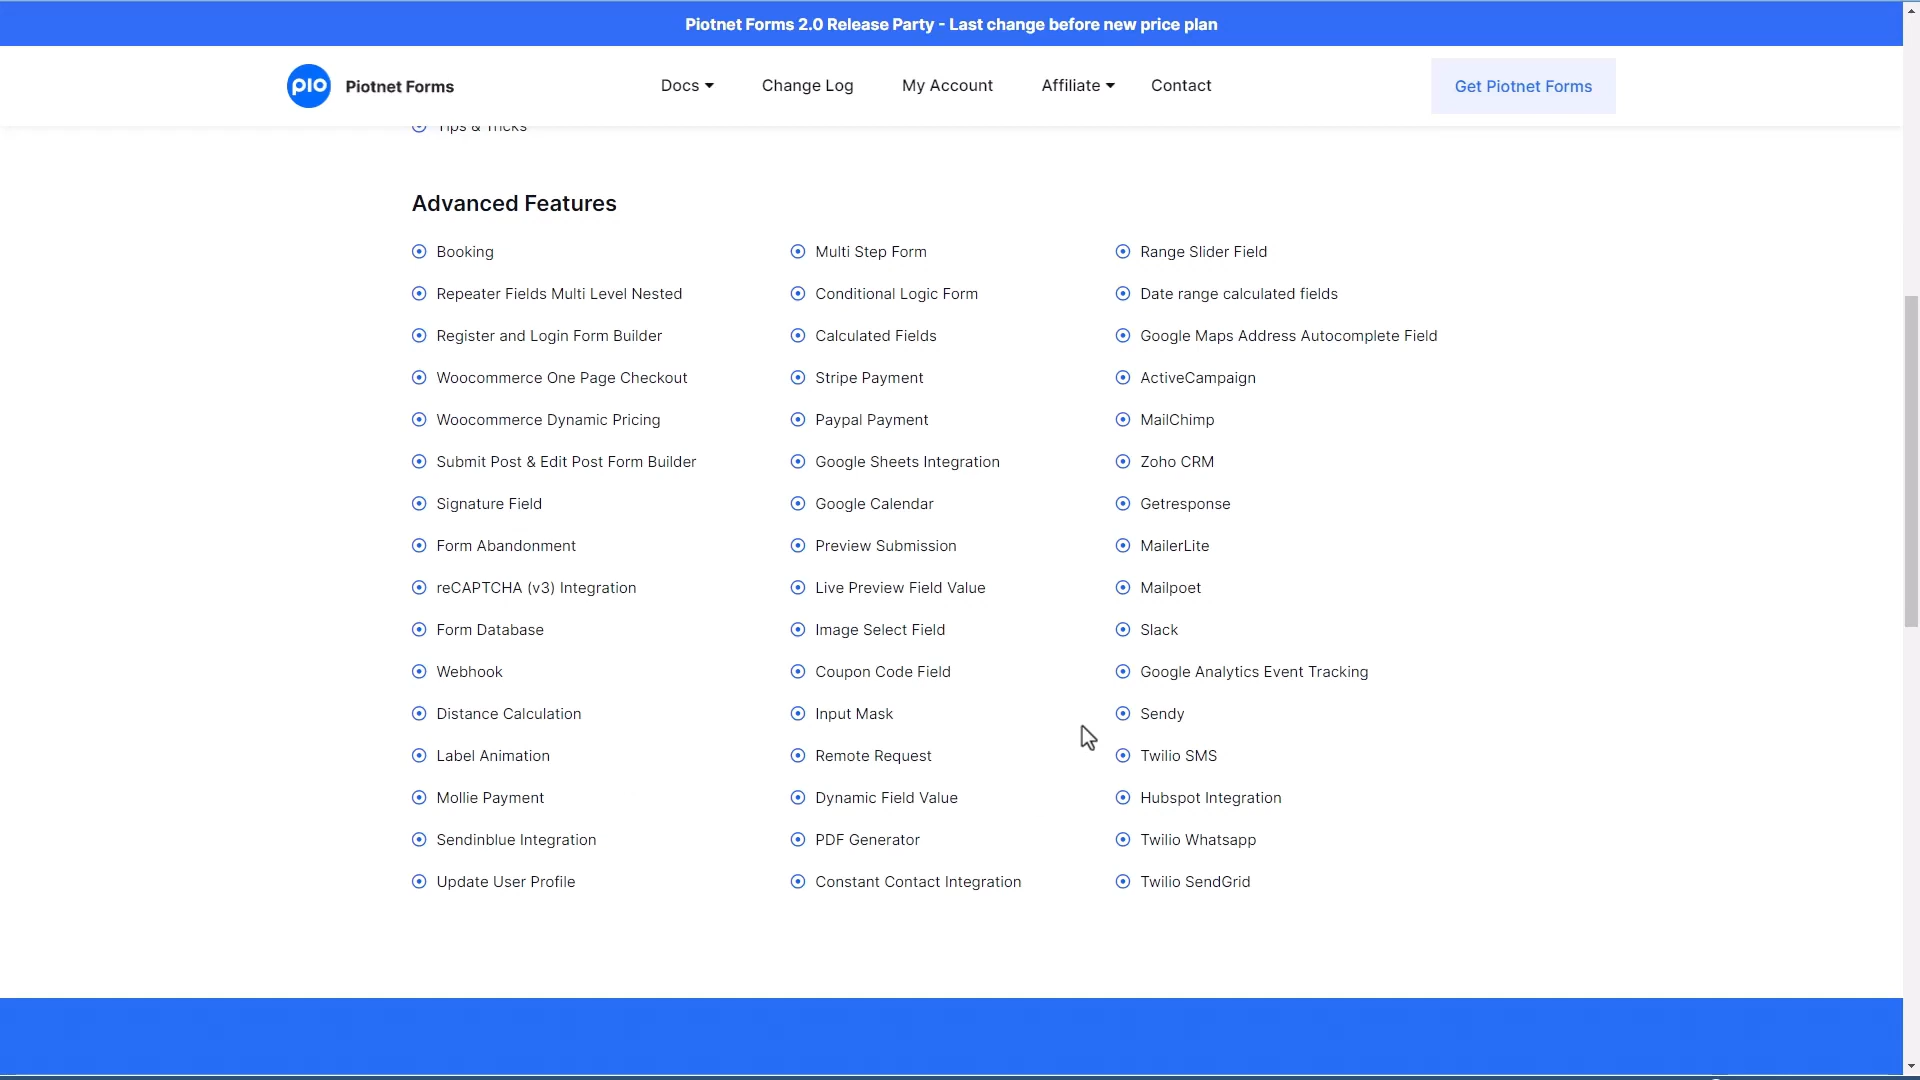 Piotnet Forms 2.0 Release Party - Last change before new price plan
pio
Piotnet Forms
Docs
Change Log
My Account
Affiliate
Contact
Get Piotnet Forms
Tips & Tricks
Advanced Features
Booking
Repeater Fields Multi Level Nested
Register and Login Form Builder
Woocommerce One Page Checkout
Woocommerce Dynamic Pricing
Submit Post & Edit Post Form Builder
Signature Field
Form Abandonment
reCAPTCHA (v3) Integration
Form Database
Webhook
Distance Calculation
Label Animation
Mollie Payment
Sendinblue Integration
Update User Profile
Multi Step Form
Conditional Logic Form
Calculated Fields
Stripe Payment
Paypal Payment
Google Sheets Integration
Google Calendar
Preview Submission
Live Preview Field Value
Image Select Field
Coupon Code Field
Input Mask
Remote Request
Dynamic Field Value
PDF Generator
Constant Contact Integration
Range Slider Field
Date range calculated fields
Google Maps Address Autocomplete Field
ActiveCampaign
MailChimp
Zoho CRM
Getresponse
MailerLite
Mailpoet
Slack
Google Analytics Event Tracking
Sendy
Twilio SMS
Hubspot Integration
Twilio Whatsapp
Twilio SendGrid